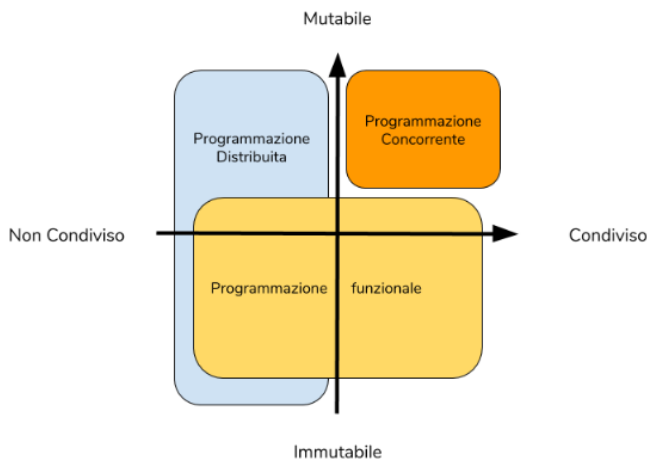 Mutabile
Programmazione
Distribuita
Programmazione
Concorrente
Non Condiviso
Condiviso
Programmazione funzionale
Immutabile